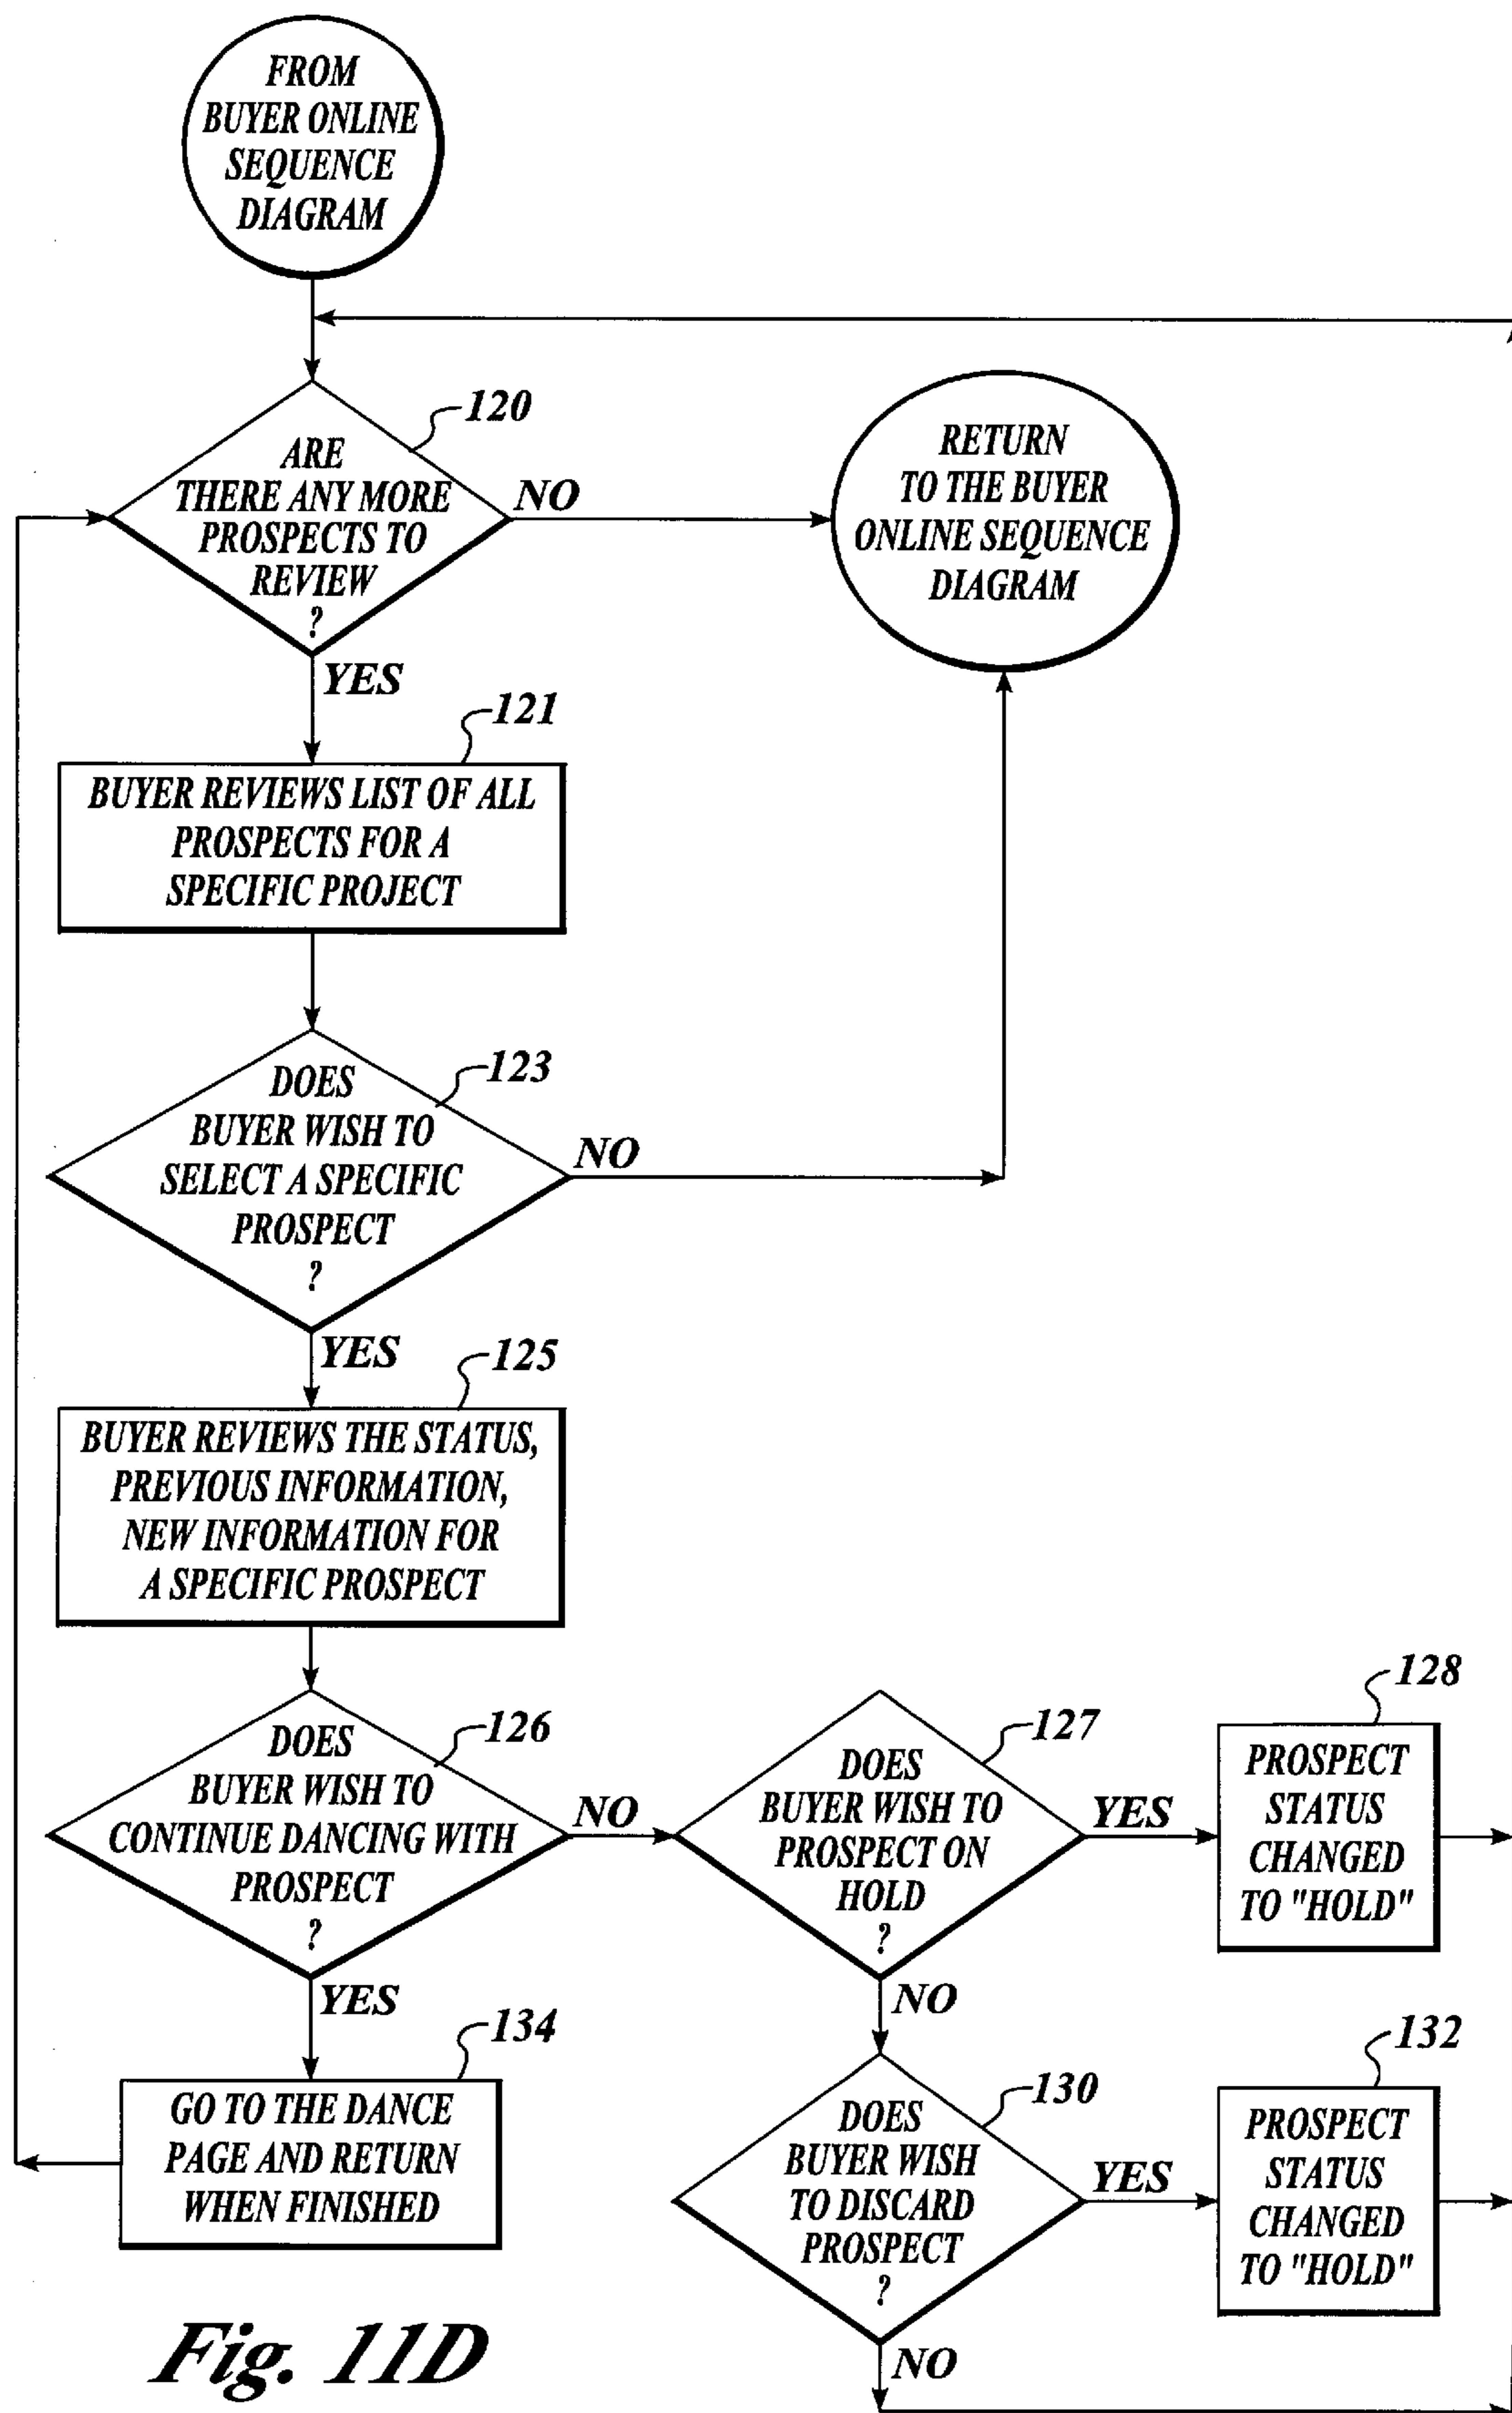 FROM
BUYER ONLINE
SEQUENCE
DIAGRAM
120
ARE
THERE ANY MORE
PROSPECTS TO
REVIEW
?
NO
RETURN
TO THE BUYER
ONLINE SEQUENCE
DIAGRAM
YES
121
BUYER REVIEWS LIST OF ALL
PROSPECTS FOR A
SPECIFIC PROJECT
123
DOES
BUYER WISH TO
SELECT A SPECIFIC
PROSPECT
?
NO
YES
125
BUYER REVIEWS THE STATUS,
PREVIOUS INFORMATION,
NEW INFORMATION FOR
A SPECIFIC PROSPECT
126
DOES
BUYER WISH TO
CONTINUE DANCING WITH
PROSPECT
?
NO
127
DOES
BUYER WISH TO
PROSPECT ON
HOLD
?
YES
128
PROSPECT
STATUS
CHANGED
TO "HOLD"
YES
134
GO TO THE DANCE
PAGE AND RETURN
WHEN FINISHED
NO
130
DOES
BUYER WISH
TO DISCARD
PROSPECT
?
YES
132
PROSPECT
STATUS
CHANGED
TO "HOLD"
NO
Fig. 11D